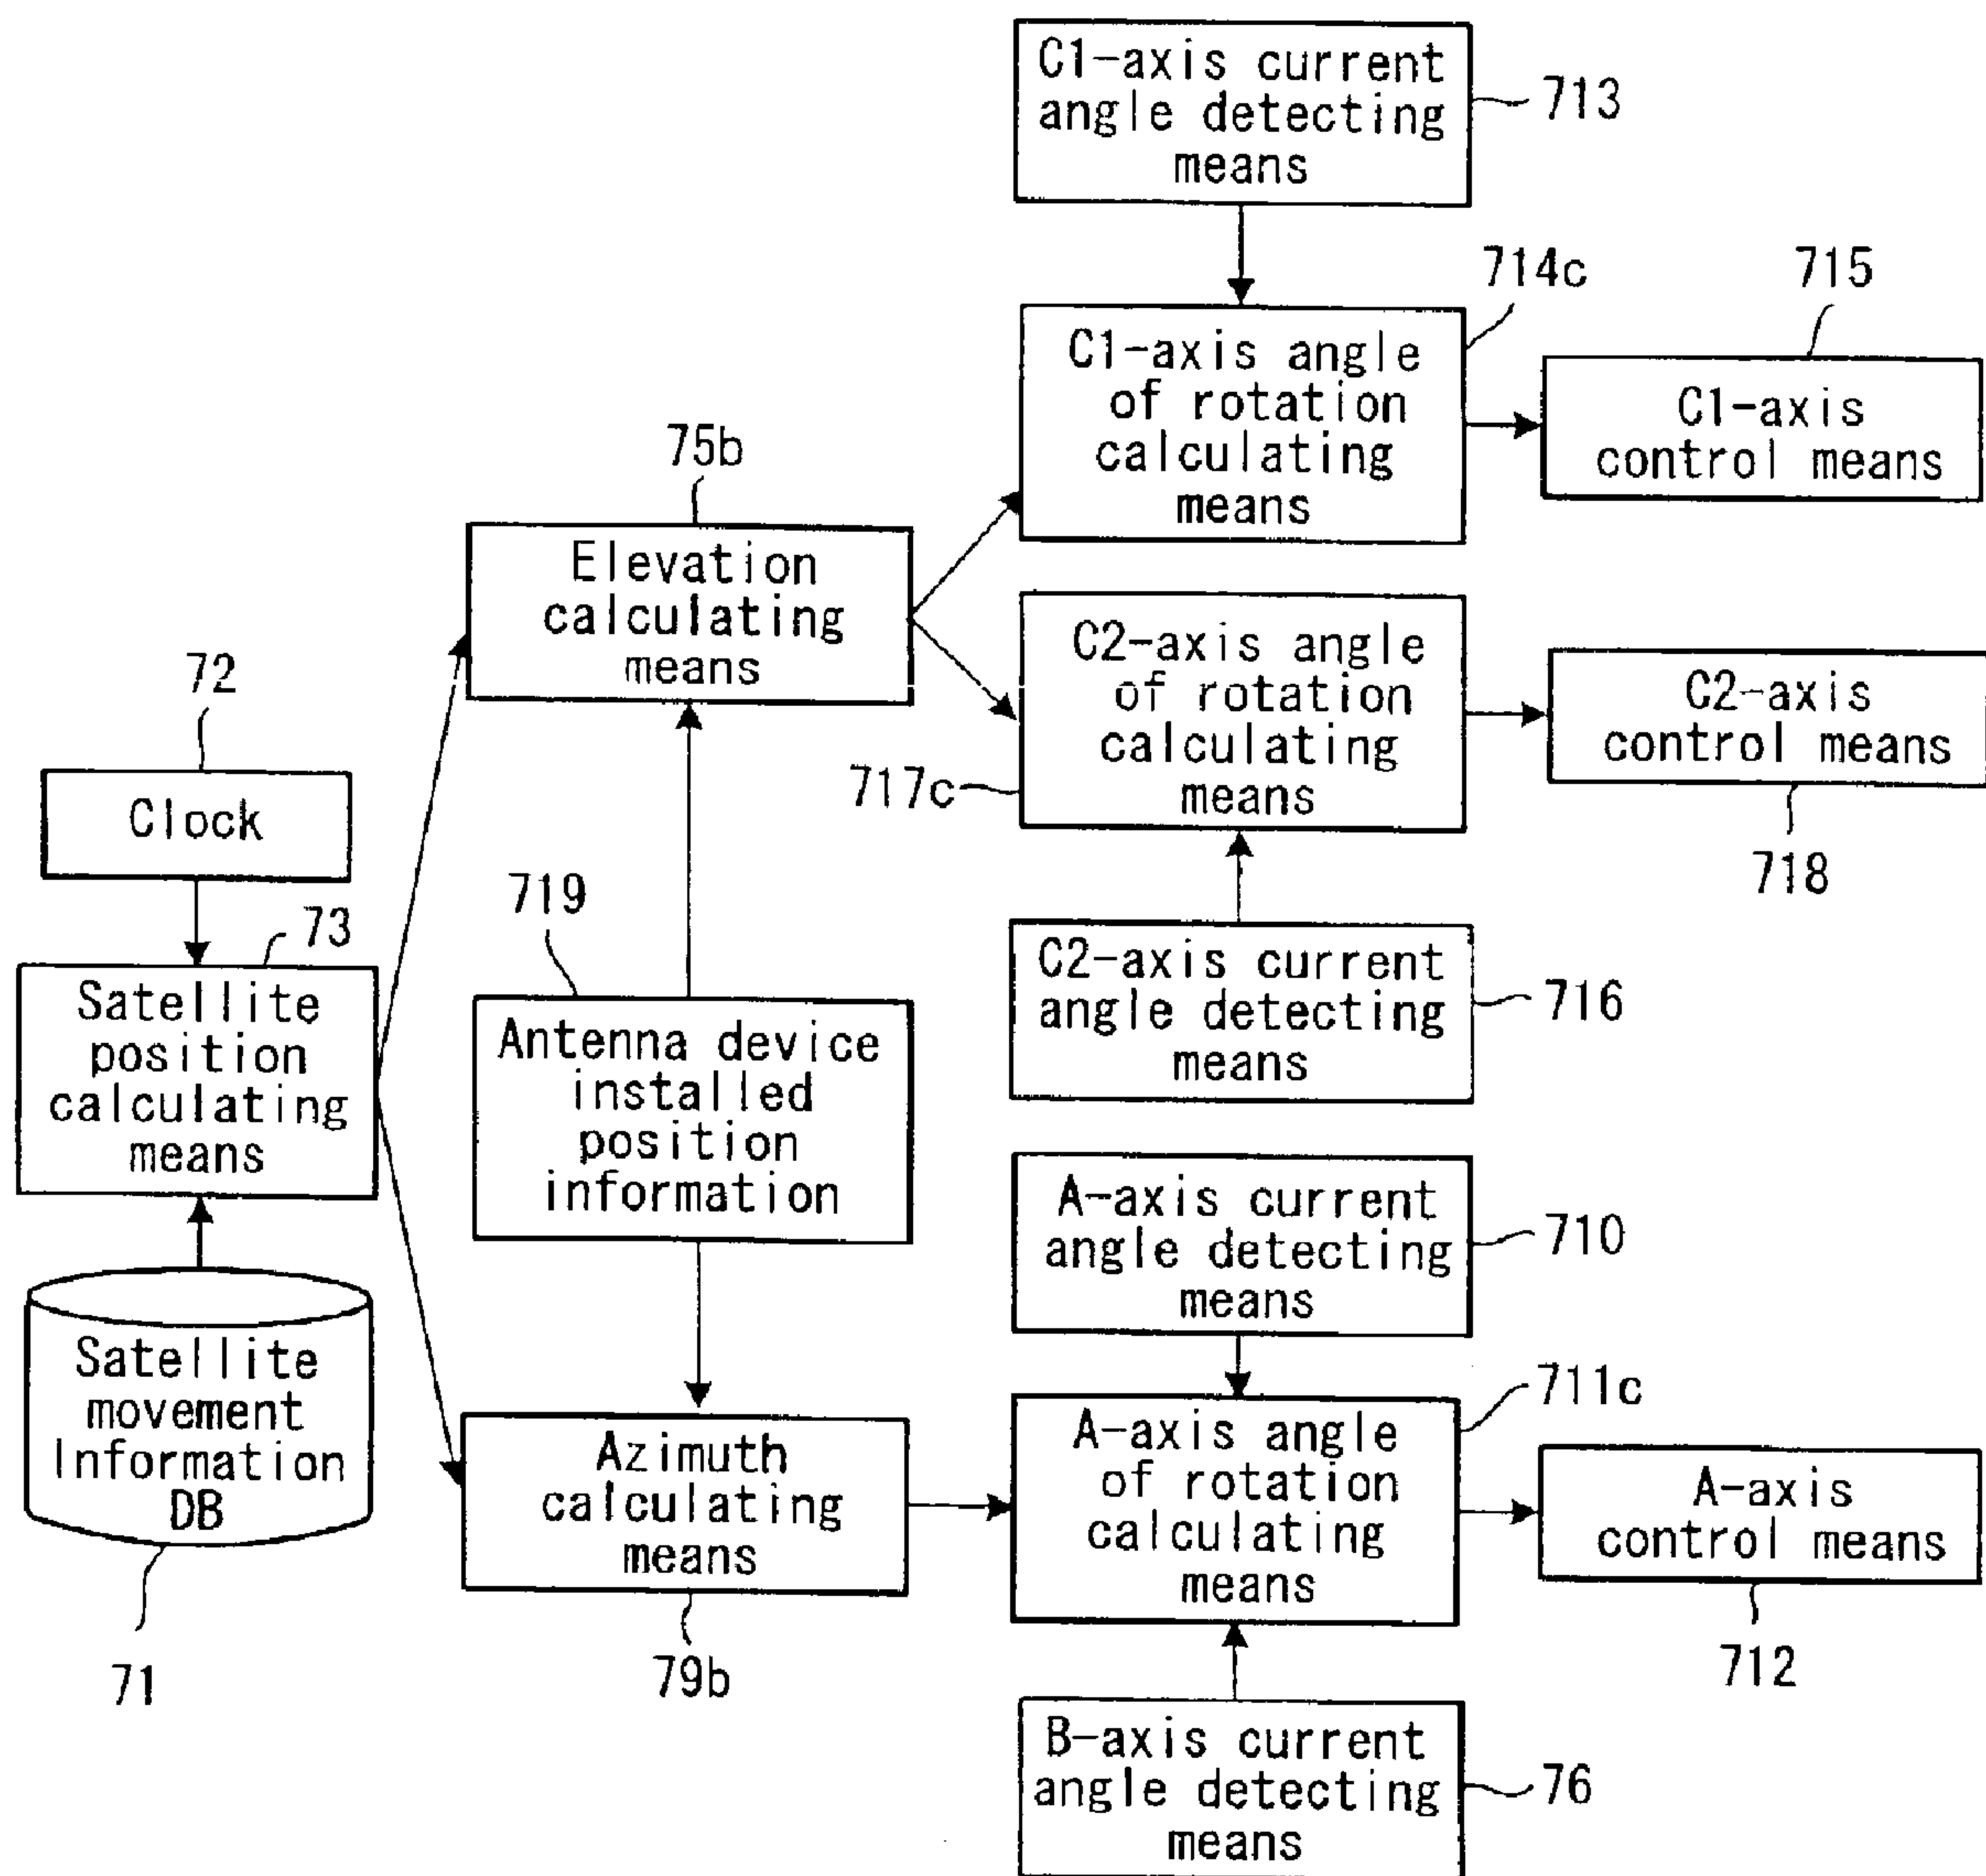 C1-axis current
angle detecting
means
713
714c
715
C1-axis angle
of rotation
calculating
means
C1-axis
control means
75b
Elevation
calculating
means
C2-axis angle
of rotation
calculating
means
717c
C2-axis
control means
718
72
Clock
73
Satellite
position
calculating
means
719
Antenna device
installed
position
information
C2-axis current
angle detecting
means
716
A-axis current
angle detecting
means
710
Satellite
movement
Information
DB
71
Azimuth
calculating
means
79b
711c
A-axis angle
of rotation
calculating
means
A-axis
control means
712
B-axis current
angle detecting
means
76